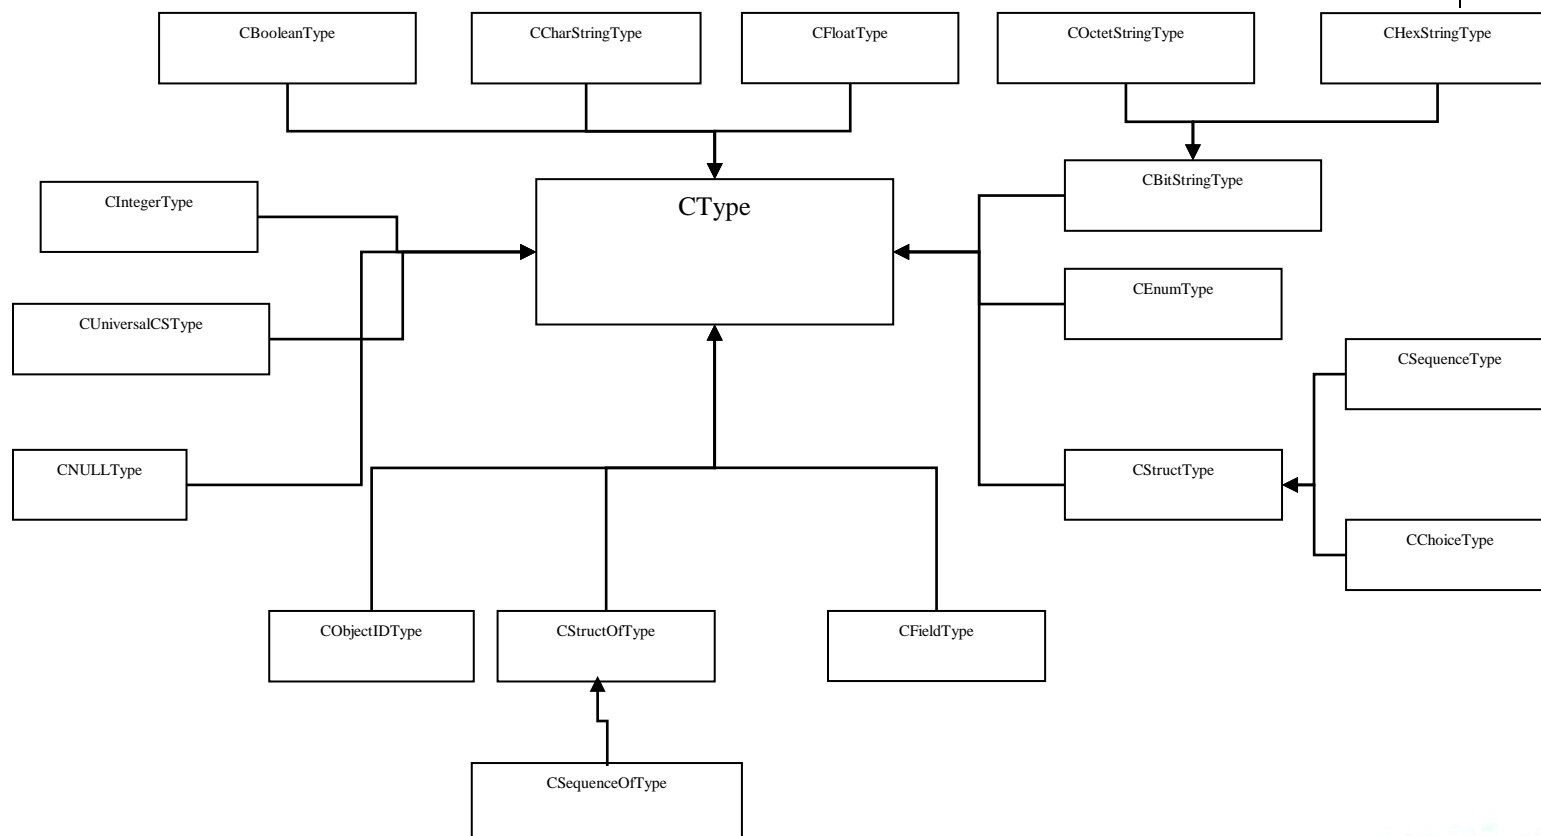 CBooleanType
CCharStringType
CFloatType
COctetStringType
CHexStringType
CIntegerType
CType
CBitStringType
CUniversalCSType
CEnumType
CSequenceType
CNULLType
CStructType
CChoiceType
CObjectIDType
CStructOfType
CFieldType
CSequenceOfType